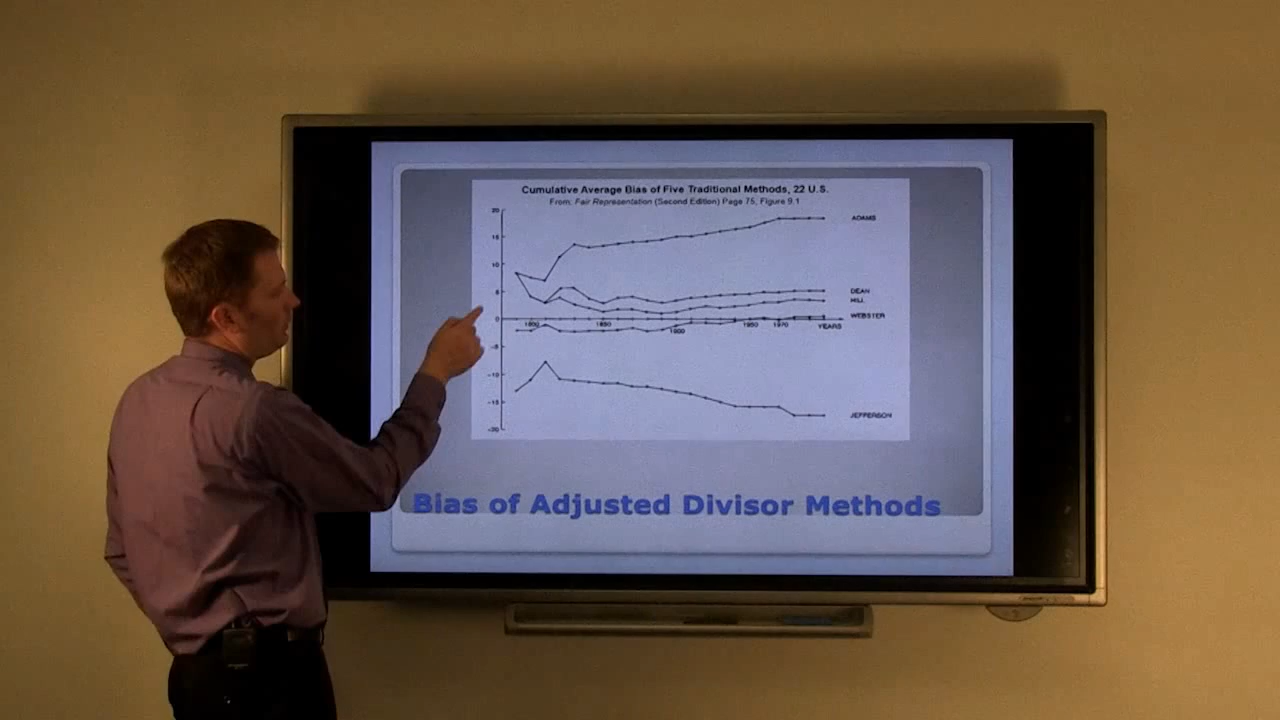 Cumulative Average Bias of Five Traditional Methods, 22 U.S.
From: Fair Representation (Second Edition) Page 75, Figure 9.1
20
ADAMS
15
10
5
DEAN
HILL
0
WEBSTER
1800
1850
1900
1950
1970
YEARS
-5
-10
-15
JEFFERSON
-20
Bias of Adjusted Divisor Methods